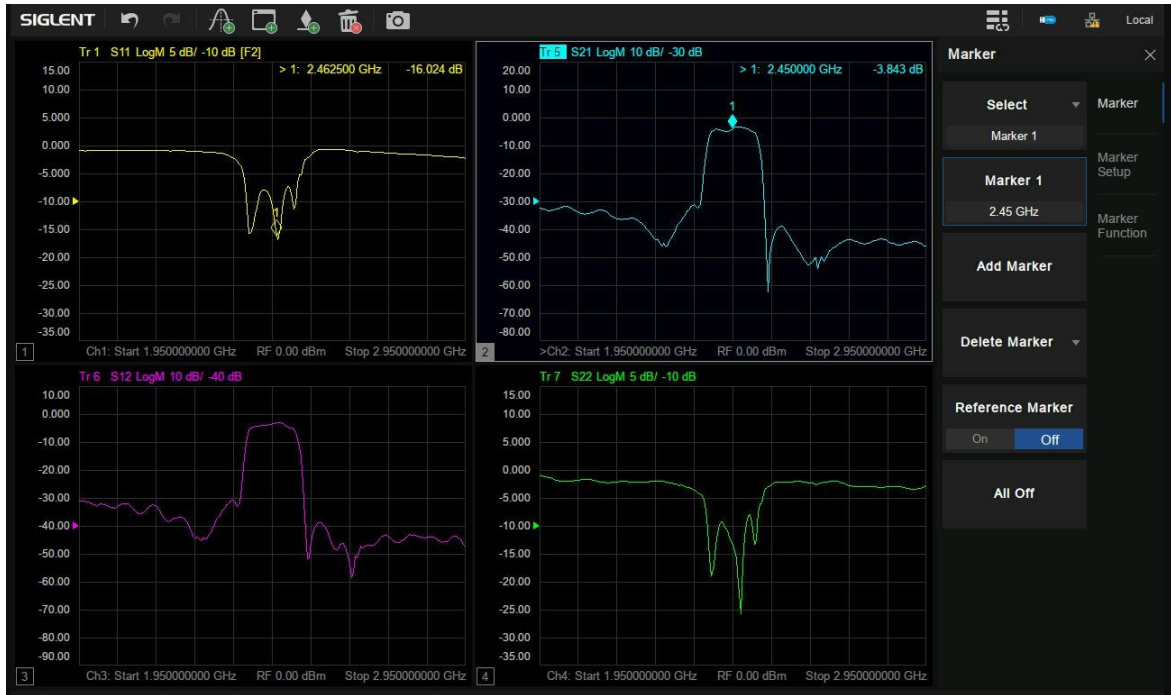 SIGLENT
Local
Tr 1 S11 LogM 5 dB/ -10 dB [F2]
> 1: 2.462500 GHz -16.024 dB
15.00
10.00
5.000
0.000
-5.000
-10.00
-15.00
-20.00
-25.00
-30.00
-35.00
1
1
Ch1: Start 1.950000000 GHz RF 0.00 dBm Stop 2.950000000 GHz
Tr 5 S21 LogM 10 dB/ -30 dB
> 1: 2.450000 GHz -3.843 dB
20.00
10.00
0.000
-10.00
-20.00
-30.00
-40.00
-50.00
-60.00
-70.00
-80.00
1
2
>Ch2: Start 1.950000000 GHz RF 0.00 dBm Stop 2.950000000 GHz
Tr 6 S12 LogM 10 dB/ -40 dB
10.00
0.000
-10.00
-20.00
-30.00
-40.00
-50.00
-60.00
-70.00
-80.00
-90.00
3
Ch3: Start 1.950000000 GHz RF 0.00 dBm Stop 2.950000000 GHz
Tr 7 S22 LogM 5 dB/ -10 dB
15.00
10.00
5.000
0.000
-5.000
-10.00
-15.00
-20.00
-25.00
-30.00
-35.00
4
Ch4: Start 1.950000000 GHz RF 0.00 dBm Stop 2.950000000 GHz
Marker
Select
Marker 1
Marker 1
2.45 GHz
Add Marker
Delete Marker
Reference Marker
On Off
All Off
Marker
Marker
Setup
Marker
Function